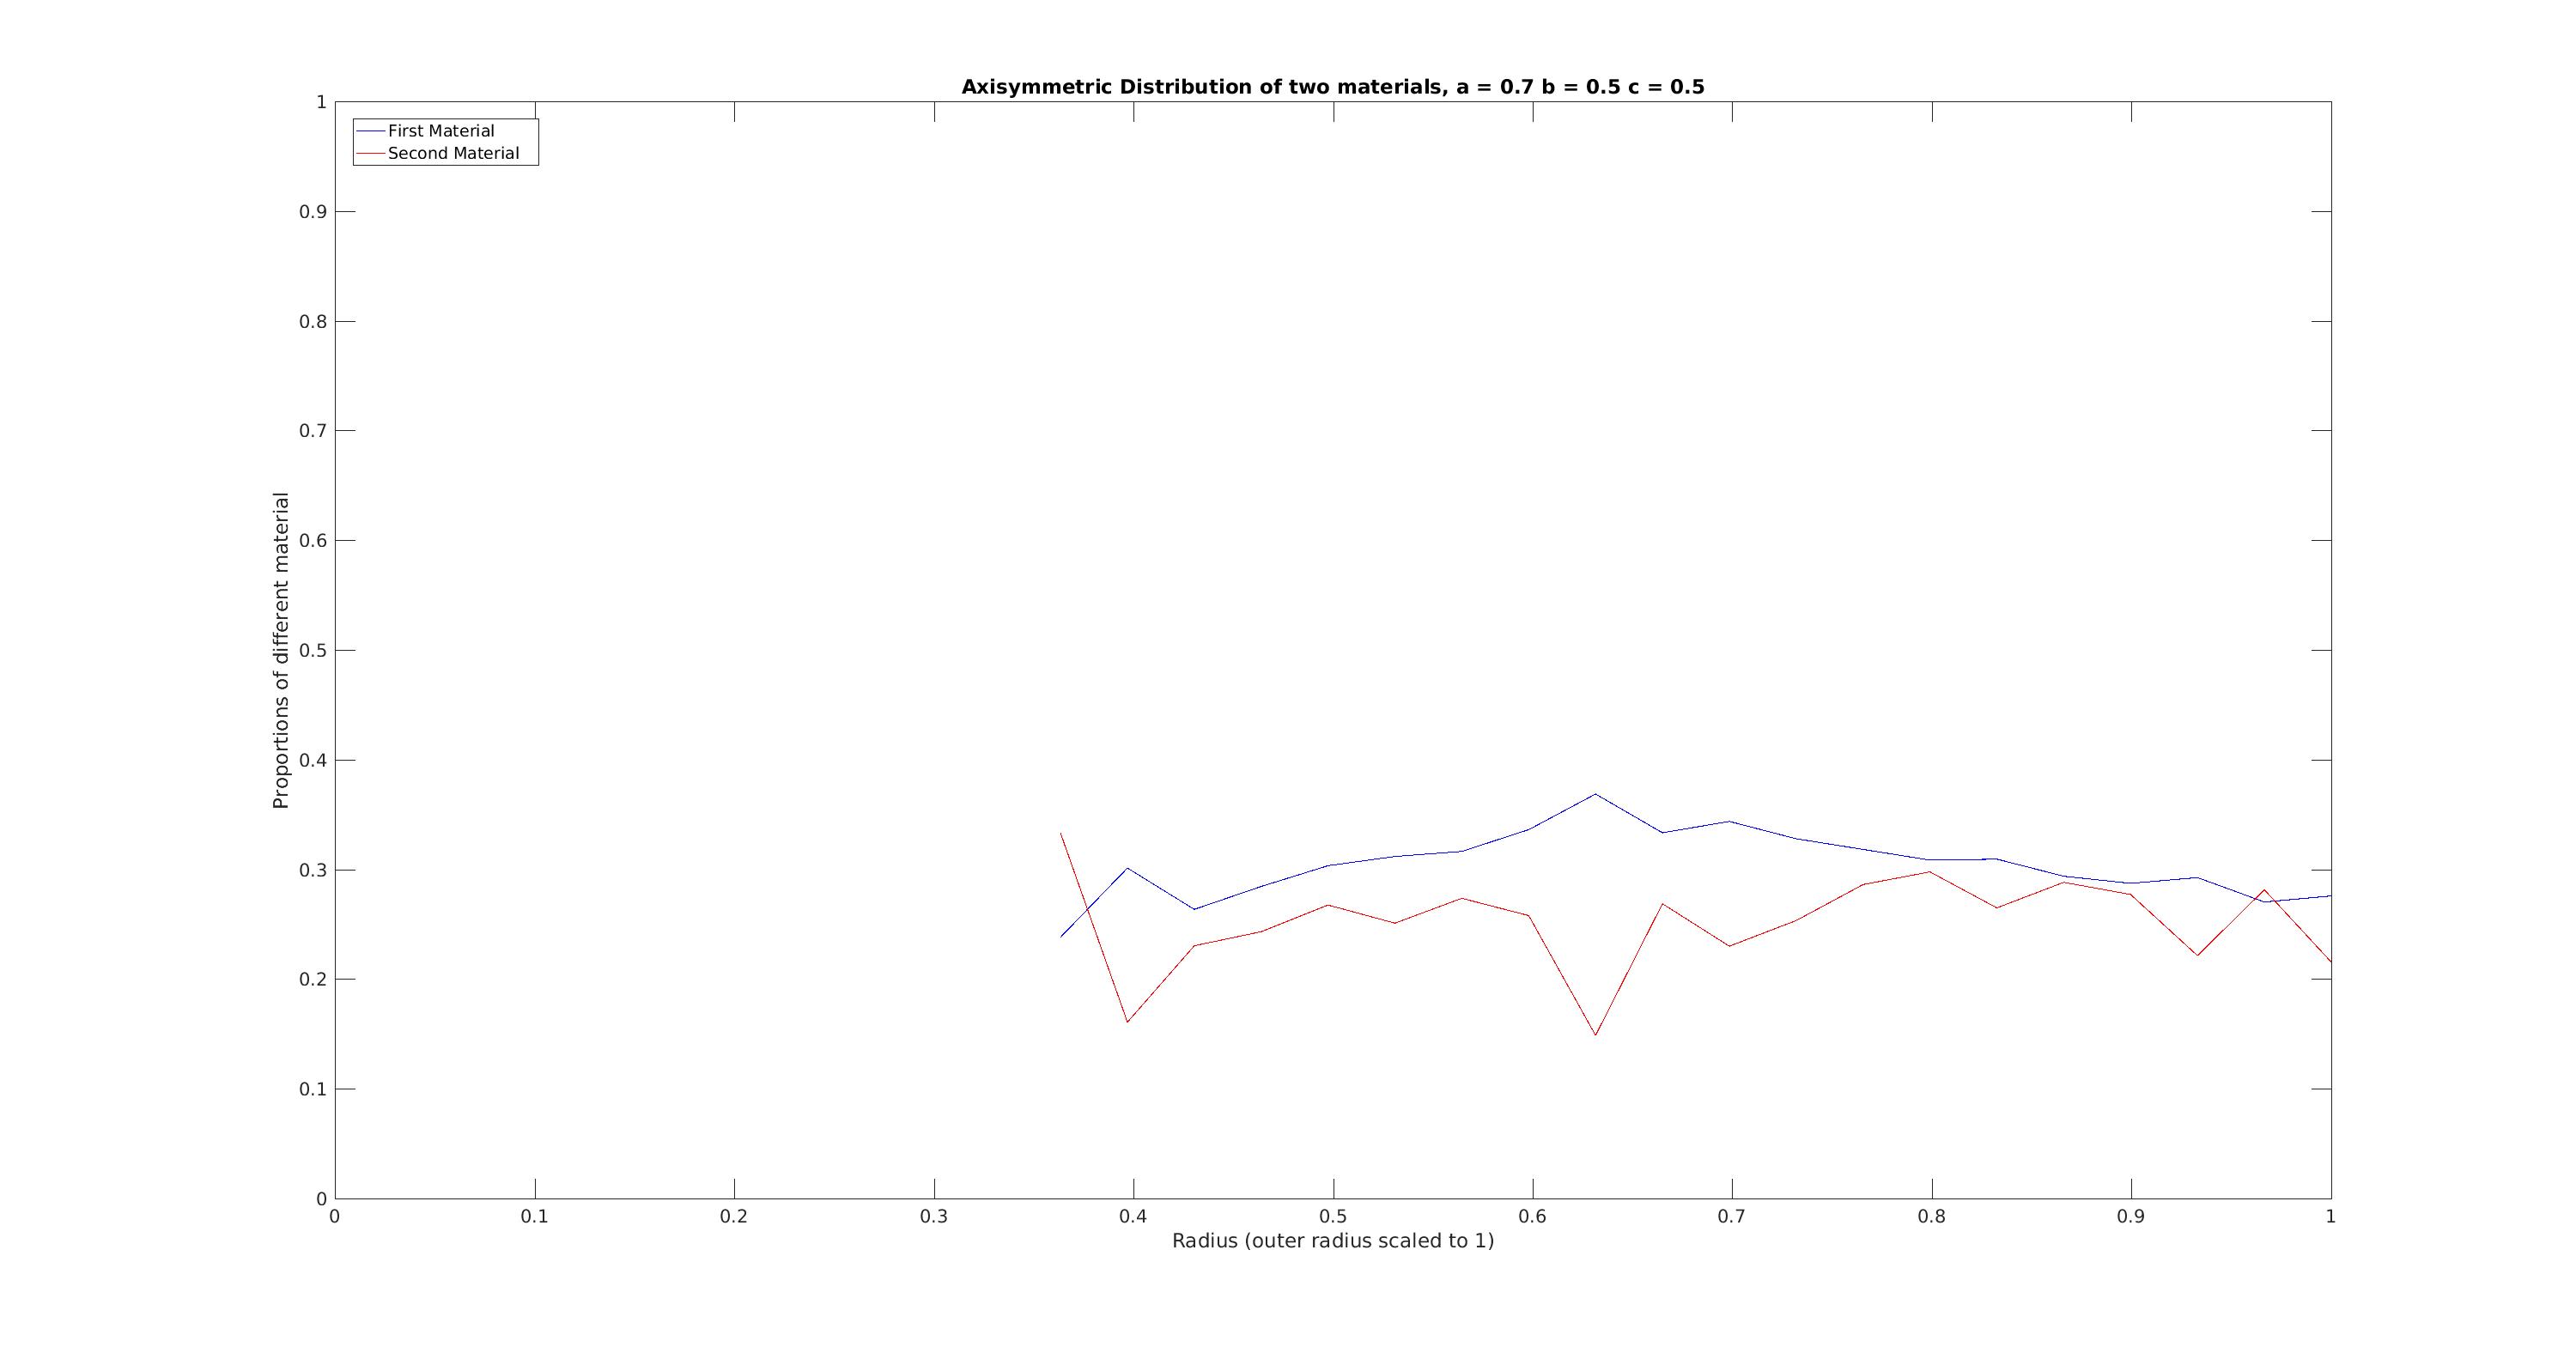 Axisymmetric Distribution of two materials, a = 0.7 b = 0.5 c = 0.5
First Material
Second Material
Proportions of different material
1
0.9
0.8
0.7
0.6
0.5
0.4
0.3
0.2
0.1
0
0 0.1 0.2 0.3 0.4 0.5 0.6 0.7 0.8 0.9 1
Radius (outer radius scaled to 1)